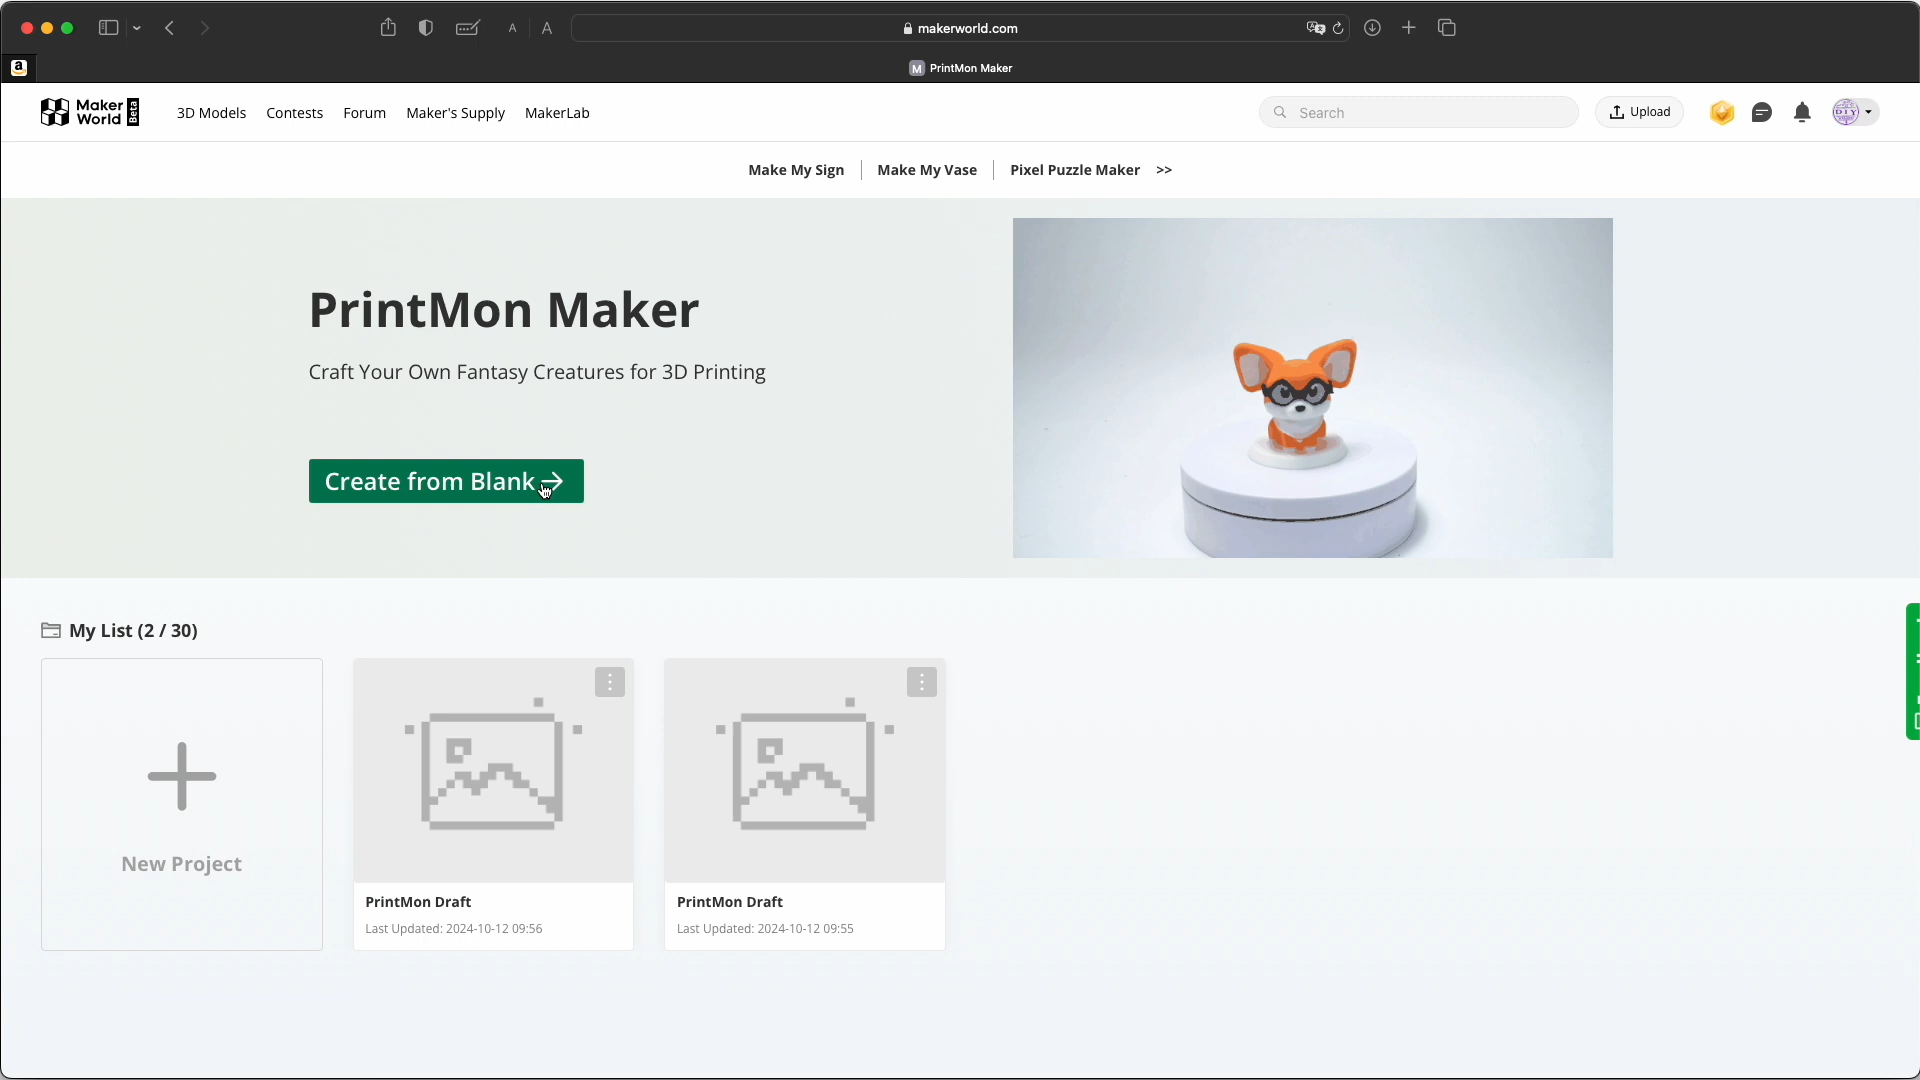 makerworld.com
a
M PrintMon Maker
Maker World Beta
3D Models Contests Forum Maker's Supply MakerLab
Search
Upload
DIY
Make My Sign Make My Vase Pixel Puzzle Maker >>
PrintMon Maker
Craft Your Own Fantasy Creatures for 3D Printing
Create from Blank
My List (2 / 30)
New Project
PrintMon Draft
Last Updated: 2024-10-12 09:56
PrintMon Draft
Last Updated: 2024-10-12 09:55